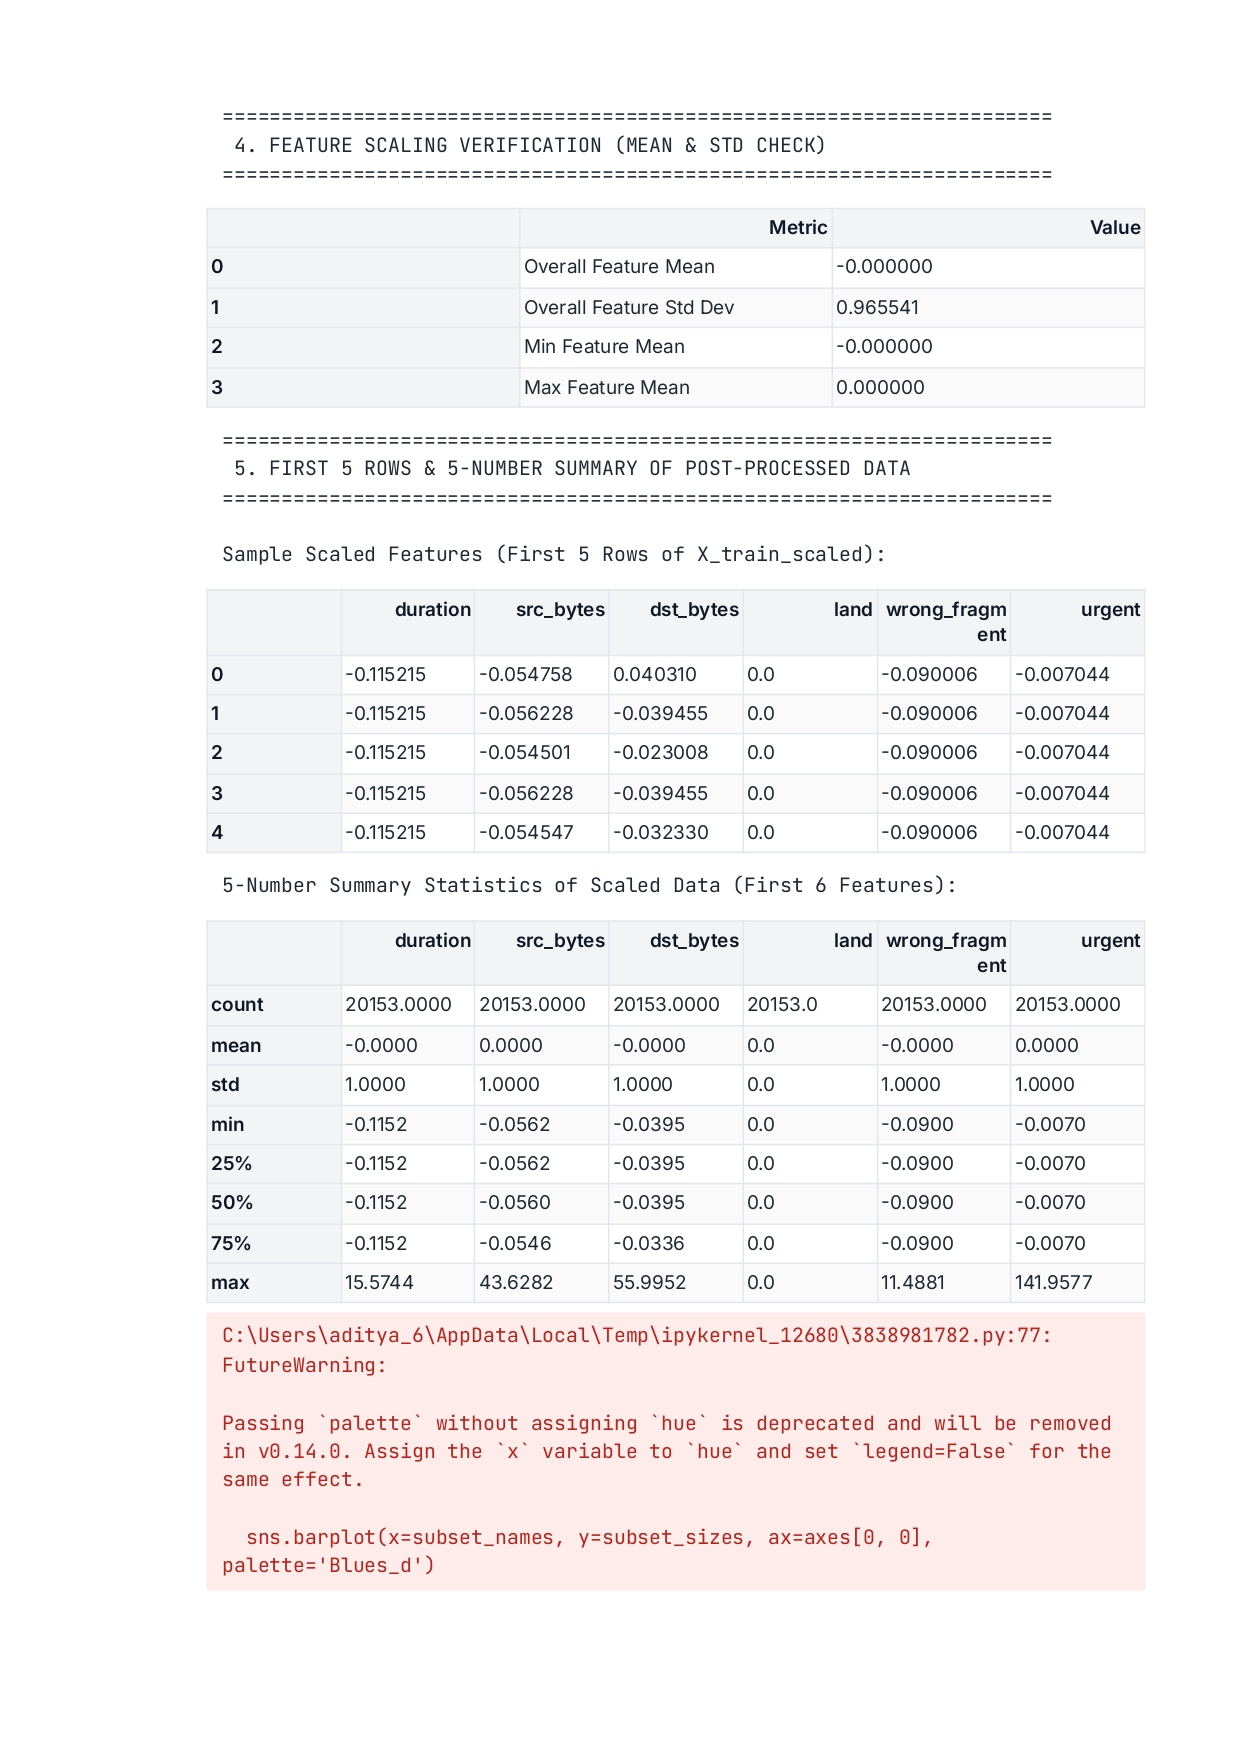 ======================================================================
4. FEATURE SCALING VERIFICATION (MEAN & STD CHECK)
======================================================================
Metric Value
0 Overall Feature Mean -0.000000
1 Overall Feature Std Dev 0.965541
2 Min Feature Mean -0.000000
3 Max Feature Mean 0.000000
======================================================================
5. FIRST 5 ROWS & 5-NUMBER SUMMARY OF POST-PROCESSED DATA
======================================================================
Sample Scaled Features (First 5 Rows of X_train_scaled):
duration src_bytes dst_bytes land wrong_fragm urgent
ent
0 -0.115215 -0.054758 0.040310 0.0 -0.090006 -0.007044
1 -0.115215 -0.056228 -0.039455 0.0 -0.090006 -0.007044
2 -0.115215 -0.054501 -0.023008 0.0 -0.090006 -0.007044
3 -0.115215 -0.056228 -0.039455 0.0 -0.090006 -0.007044
4 -0.115215 -0.054547 -0.032330 0.0 -0.090006 -0.007044
5-Number Summary Statistics of Scaled Data (First 6 Features):
duration src_bytes dst_bytes land wrong_fragm urgent
ent
count 20153.0000 20153.0000 20153.0000 20153.0 20153.0000 20153.0000
mean -0.0000 0.0000 -0.0000 0.0 -0.0000 0.0000
std 1.0000 1.0000 1.0000 0.0 1.0000 1.0000
min -0.1152 -0.0562 -0.0395 0.0 -0.0900 -0.0070
25% -0.1152 -0.0562 -0.0395 0.0 -0.0900 -0.0070
50% -0.1152 -0.0560 -0.0395 0.0 -0.0900 -0.0070
75% -0.1152 -0.0546 -0.0336 0.0 -0.0900 -0.0070
max 15.5744 43.6282 55.9952 0.0 11.4881 141.9577
C:\Users\aditya_6\AppData\Local\Temp\ipykernel_12680\3838981782.py:77:
FutureWarning:
Passing `palette` without assigning `hue` is deprecated and will be removed
in v0.14.0. Assign the `x` variable to `hue` and set `legend=False` for the
same effect.
sns.barplot(x=subset_names, y=subset_sizes, ax=axes[0, 0],
palette='Blues_d')